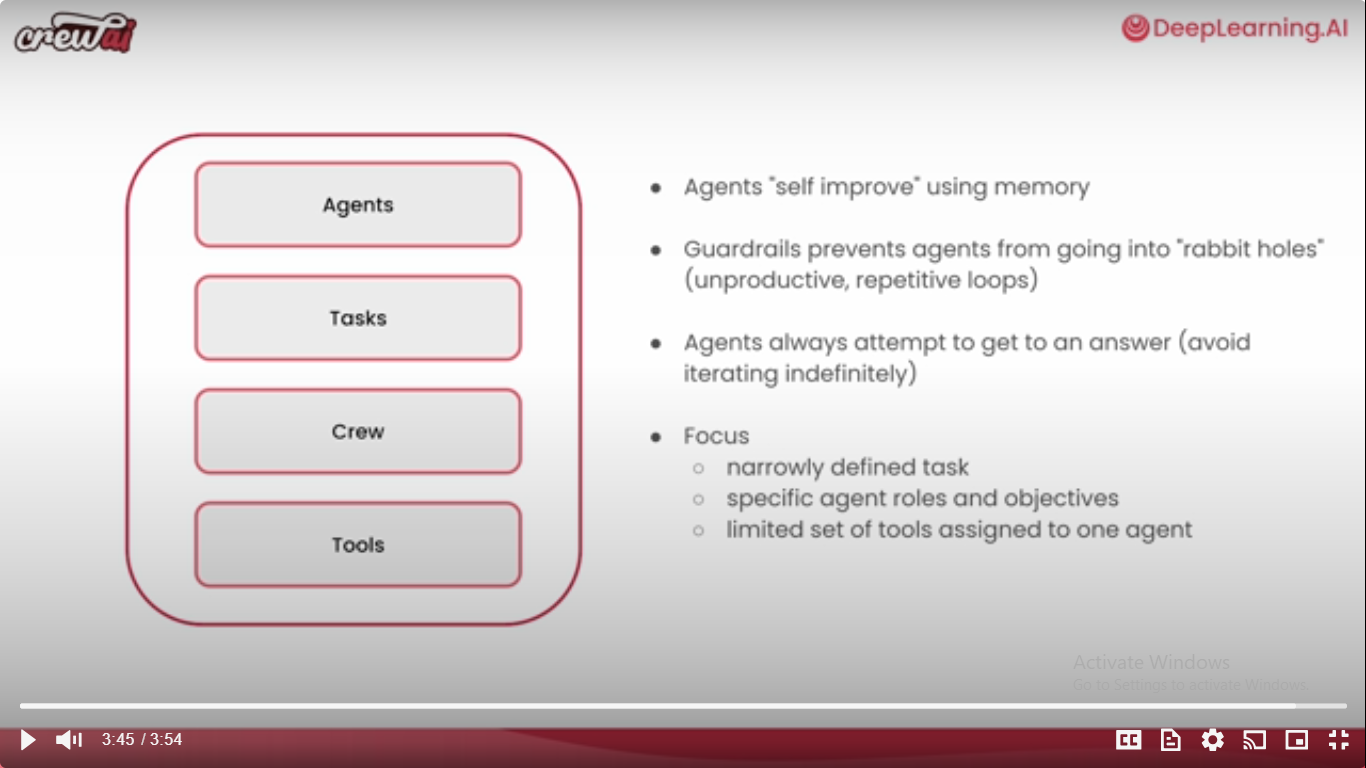 crewai
DeepLearning.AI
Agents
Tasks
Crew
Tools
● Agents "self improve" using memory
● Guardrails prevents agents from going into "rabbit holes"
(unproductive, repetitive loops)
● Agents always attempt to get to an answer (avoid
iterating indefinitely)
● Focus
○ narrowly defined task
○ specific agent roles and objectives
○ limited set of tools assigned to one agent
Activate Windows
Go to Settings to activate Windows.
3:45 / 3:54
CC